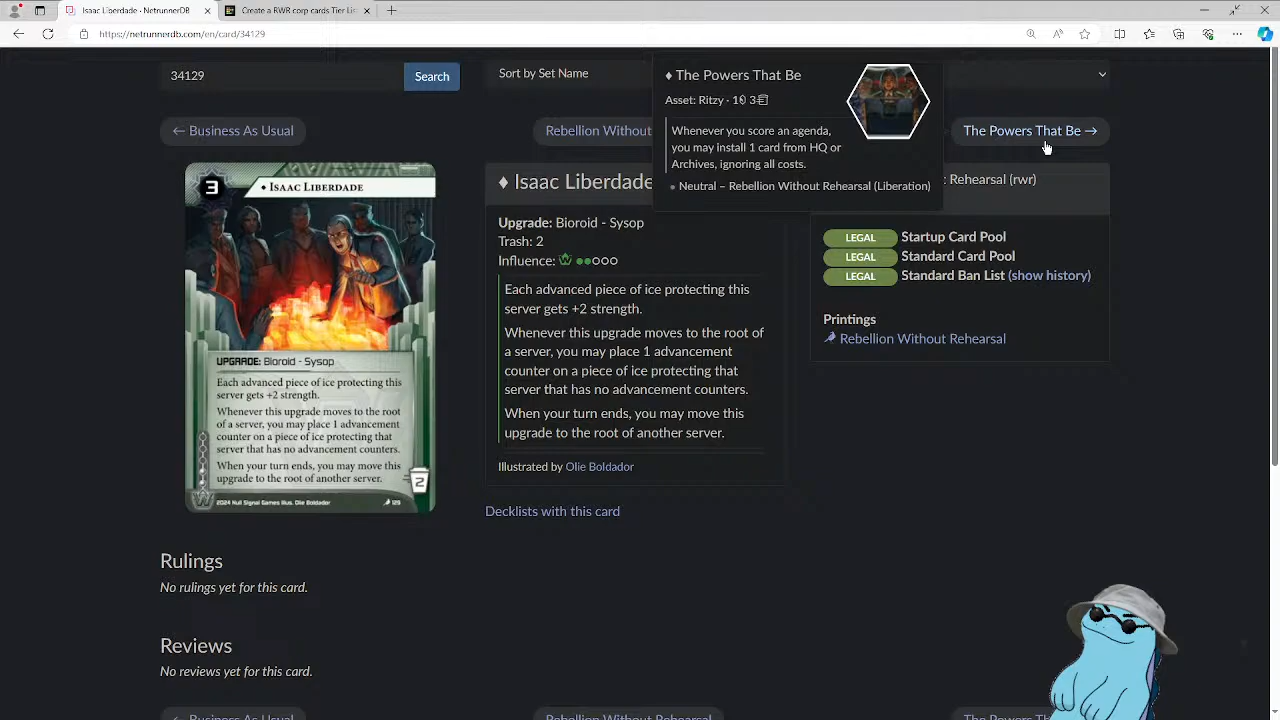 Isaac Liberdade · NetrunnerDB
Create a RWR corp cards Tier Li
https://netrunnerdb.com/en/card/34129
34129
Search
Sort by Set Name
♦ The Powers That Be
Asset: Ritzy · 1 3
Whenever you score an agenda,
you may install 1 card from HQ or
Archives, ignoring all costs.
Neutral – Rebellion Without Rehearsal (Liberation)
← Business As Usual
Rebellion Without
The Powers That Be →
3
♦ Isaac Liberdade
UPGRADE: Bioroid - Sysop
Each advanced piece of ice protecting this
server gets +2 strength.
Whenever this upgrade moves to the root
of a server, you may place 1 advancement
counter on a piece of ice protecting that
server that has no advancement counters.
When your turn ends, you may move this
upgrade to the root of another server.
2
2024 Null Signal Games Illus. Olie Boldador
129
♦ Isaac Liberdade
Upgrade: Bioroid - Sysop
Trash: 2
Influence:
Each advanced piece of ice protecting this
server gets +2 strength.
Whenever this upgrade moves to the root of
a server, you may place 1 advancement
counter on a piece of ice protecting that
server that has no advancement counters.
When your turn ends, you may move this
upgrade to the root of another server.
Illustrated by Olie Boldador
Decklists with this card
: Rehearsal (rwr)
LEGAL Startup Card Pool
LEGAL Standard Card Pool
LEGAL Standard Ban List (show history)
Printings
Rebellion Without Rehearsal
Rulings
No rulings yet for this card.
Reviews
No reviews yet for this card.
← Business As Usual
Rebellion Without Rehearsal
The Powers Th